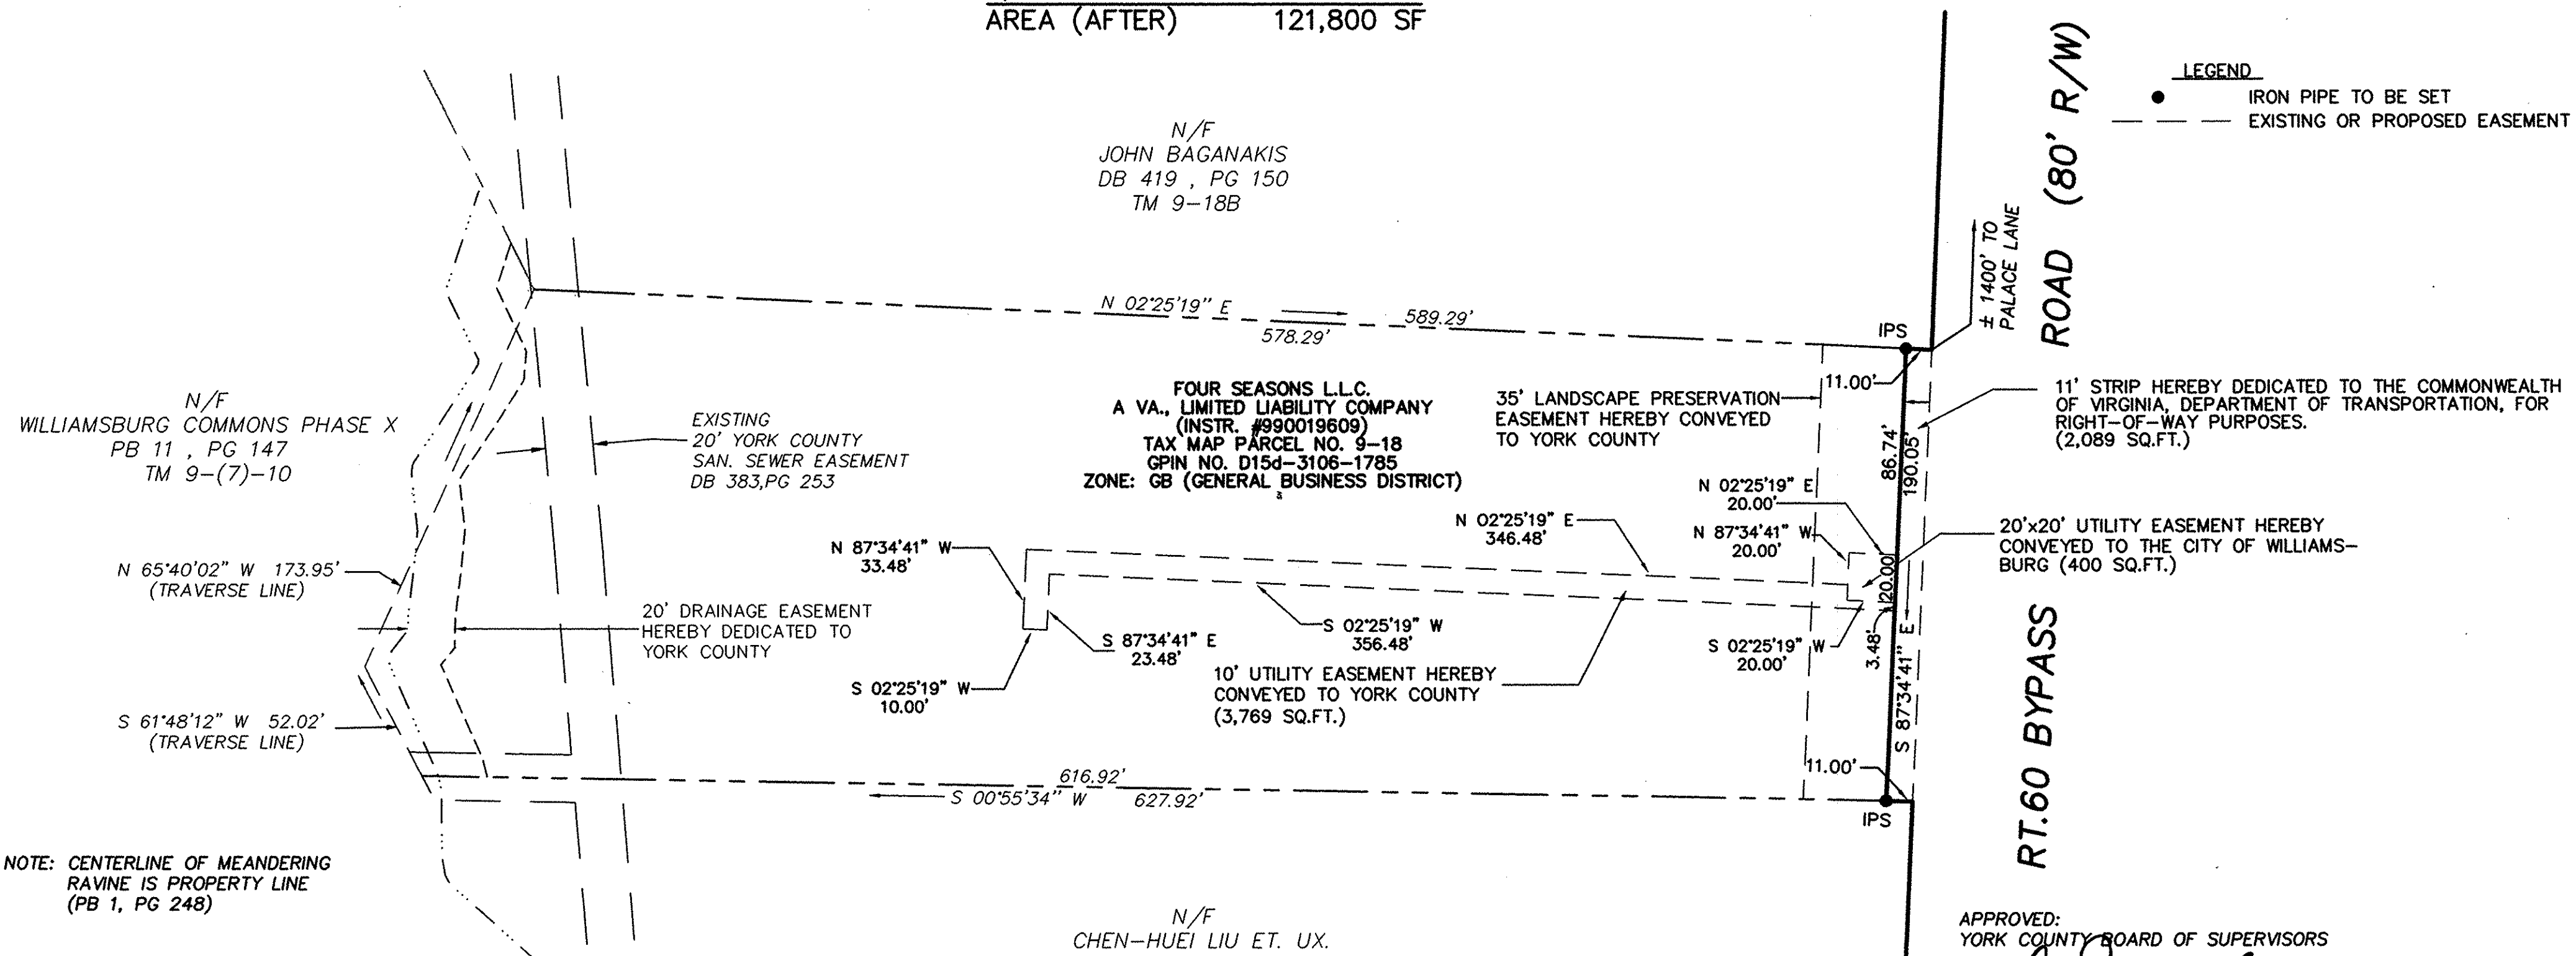 AREA (AFTER) 121,800 SF
LEGEND
IRON PIPE TO BE SET
EXISTING OR PROPOSED EASEMENT
ROAD (80' R/W)
RT.60 BYPASS
± 1400' TO
PALACE LANE
N/F
JOHN BAGANAKIS
DB 419 , PG 150
TM 9-18B
N 02°25'19" E
589.29'
578.29'
IPS
11.00'
N/F
WILLIAMSBURG COMMONS PHASE X
PB 11 , PG 147
TM 9-(7)-10
EXISTING
20' YORK COUNTY
SAN. SEWER EASEMENT
DB 383,PG 253
FOUR SEASONS L.L.C.
A VA., LIMITED LIABILITY COMPANY
(INSTR. #990019609)
TAX MAP PARCEL NO. 9-18
GPIN NO. D15d-3106-1785
ZONE: GB (GENERAL BUSINESS DISTRICT)
35' LANDSCAPE PRESERVATION
EASEMENT HEREBY CONVEYED
TO YORK COUNTY
11' STRIP HEREBY DEDICATED TO THE COMMONWEALTH
OF VIRGINIA, DEPARTMENT OF TRANSPORTATION, FOR
RIGHT-OF-WAY PURPOSES.
(2,089 SQ.FT.)
86.74'
190.05'
S 87°34'41" E
20.00'
3.48'
N 02°25'19" E
20.00'
N 87°34'41" W
20.00'
S 02°25'19" W
20.00'
20'x20' UTILITY EASEMENT HEREBY
CONVEYED TO THE CITY OF WILLIAMS-
BURG (400 SQ.FT.)
N 02°25'19" E
346.48'
N 87°34'41" W
33.48'
S 87°34'41" E
23.48'
S 02°25'19" W
356.48'
S 02°25'19" W
10.00'
10' UTILITY EASEMENT HEREBY
CONVEYED TO YORK COUNTY
(3,769 SQ.FT.)
N 65°40'02" W 173.95'
(TRAVERSE LINE)
20' DRAINAGE EASEMENT
HEREBY DEDICATED TO
YORK COUNTY
S 61°48'12" W 52.02'
(TRAVERSE LINE)
616.92'
S 00°55'34" W 627.92'
11.00'
IPS
NOTE: CENTERLINE OF MEANDERING
RAVINE IS PROPERTY LINE
(PB 1, PG 248)
N/F
CHEN-HUEI LIU ET. UX.
APPROVED:
YORK COUNTY BOARD OF SUPERVISORS